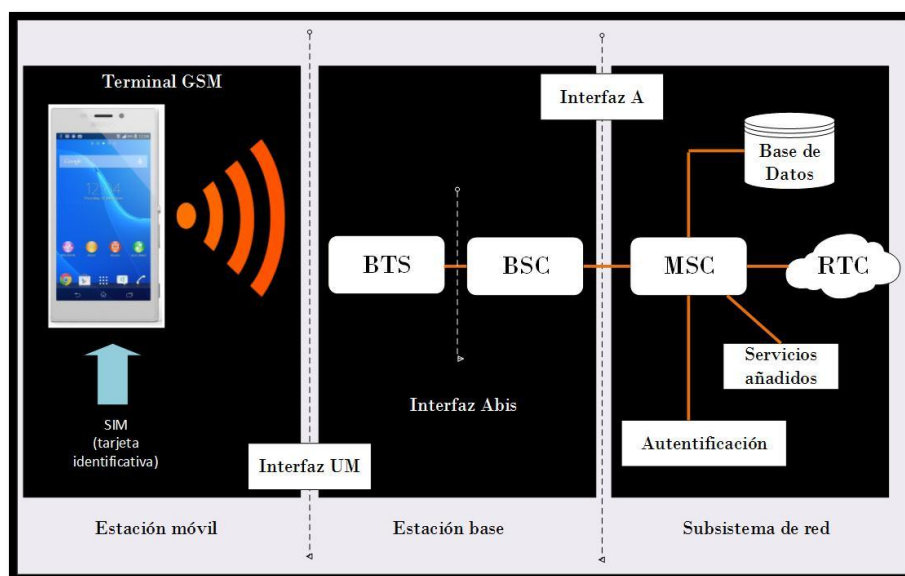 Terminal GSM
Interfaz A
Base de
Datos
BTS
BSC
MSC
RTC
Servicios
añadidos
Interfaz Abis
SIM
(tarjeta
identificativa)
Autentificación
Interfaz UM
Estación móvil
Estación base
Subsistema de red